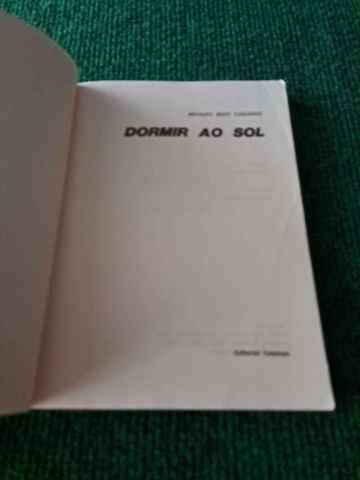 ADOLFO BIOY CASARES
DORMIR AO SOL
Editorial Estampa